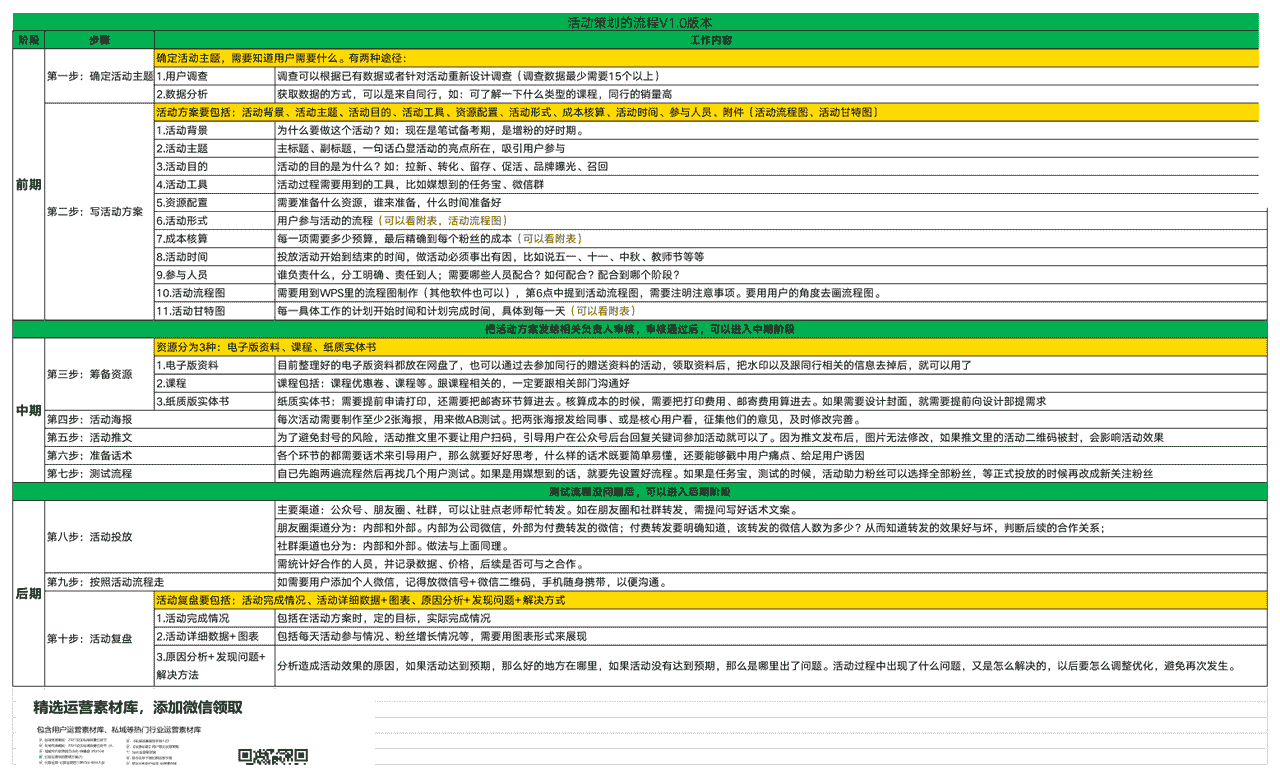 活动策划的流程V1.0版本
阶段 步骤 工作内容
前期
第一步：确定活动主题
确定活动主题，需要知道用户需要什么。有两种途径：
1.用户调查 调查可以根据已有数据或者针对活动重新设计调查（调查数据最少需要15个以上）
2.数据分析 获取数据的方式，可以是来自同行，如：可了解一下什么类型的课程，同行的销量高
第二步：写活动方案
活动方案要包括：活动背景、活动主题、活动目的、活动工具、资源配置、活动形式、成本核算、活动时间、参与人员、附件（活动流程图、活动甘特图）
1.活动背景 为什么要做这个活动？如：现在是笔试备考期，是增粉的好时期。
2.活动主题 主标题、副标题，一句话凸显活动的亮点所在，吸引用户参与
3.活动目的 活动的目的是为什么？如：拉新、转化、留存、促活、品牌曝光、召回
4.活动工具 活动过程需要用到的工具，比如媒想到的任务宝、微信群
5.资源配置 需要准备什么资源，谁来准备，什么时间准备好
6.活动形式 用户参与活动的流程（可以看附表，活动流程图）
7.成本核算 每一项需要多少预算，最后精确到每个粉丝的成本（可以看附表）
8.活动时间 投放活动开始到结束的时间，做活动必须事出有因，比如说五一、十一、中秋、教师节等等
9.参与人员 谁负责什么，分工明确、责任到人；需要哪些人员配合？如何配合？配合到哪个阶段？
10.活动流程图 需要用到WPS里的流程图制作（其他软件也可以），第6点中提到活动流程图，需要注明注意事项。要用用户的角度去画流程图。
11.活动甘特图 每一具体工作的计划开始时间和计划完成时间，具体到每一天（可以看附表）
把活动方案发给相关负责人审核，审核通过后，可以进入中期阶段
中期
第三步：筹备资源
资源分为3种：电子版资料、课程、纸质实体书
1.电子版资料 目前整理好的电子版资料都放在网盘了，也可以通过去参加同行的赠送资料的活动，领取资料后，把水印以及跟同行相关的信息去掉后，就可以用了
2.课程 课程包括：课程优惠卷、课程等。跟课程相关的，一定要跟相关部门沟通好
3.纸质版实体书 纸质实体书：需要提前申请打印，还需要把邮寄环节算进去。核算成本的时候，需要把打印费用、邮寄费用算进去。如果需要设计封面，就需要提前向设计部提需求
第四步：活动海报 每次活动需要制作至少2张海报，用来做AB测试。把两张海报发给同事、或是核心用户看，征集他们的意见，及时修改完善。
第五步：活动推文 为了避免封号的风险，活动推文里不要让用户扫码，引导用户在公众号后台回复关键词参加活动就可以了。因为推文发布后，图片无法修改，如果推文里的活动二维码被封，会影响活动效果
第六步：准备话术 各个环节的都需要话术来引导用户，那么就要好好思考，什么样的话术既要简单易懂，还要能够戳中用户痛点、给足用户诱因
第七步：测试流程 自己先跑两遍流程然后再找几个用户测试。如果是用媒想到的话，就要先设置好流程。如果是任务宝，测试的时候，活动助力粉丝可以选择全部粉丝，等正式投放的时候再改成新关注粉丝
测试流程没问题后，可以进入后期阶段
后期
第八步：活动投放
主要渠道：公众号、朋友圈、社群，可以让驻点老师帮忙转发。如在朋友圈和社群转发，需提问写好话术文案。
朋友圈渠道分为：内部和外部。内部为公司微信，外部为付费转发的微信；付费转发要明确知道，该转发的微信人数为多少？从而知道转发的效果好与坏，判断后续的合作关系；
社群渠道也分为：内部和外部。做法与上面同理。
需统计好合作的人员，并记录数据、价格，后续是否可与之合作。
第九步：按照活动流程走 如需要用户添加个人微信，记得放微信号+微信二维码，手机随身携带，以便沟通。
第十步：活动复盘
活动复盘要包括：活动完成情况、活动详细数据+图表、原因分析+发现问题+解决方式
1.活动完成情况 包括在活动方案时，定的目标，实际完成情况
2.活动详细数据+图表 包括每天活动参与情况、粉丝增长情况等，需要用图表形式来展现
3.原因分析+发现问题+
解决方法
分析造成活动效果的原因，如果活动达到预期，那么好的地方在哪里，如果活动没有达到预期，那么是哪里出了问题。活动过程中出现了什么问题，又是怎么解决的，以后要怎么调整优化，避免再次发生。
精选运营素材库，添加微信领取
包含用户运营素材库、私域等热门行业运营素材库